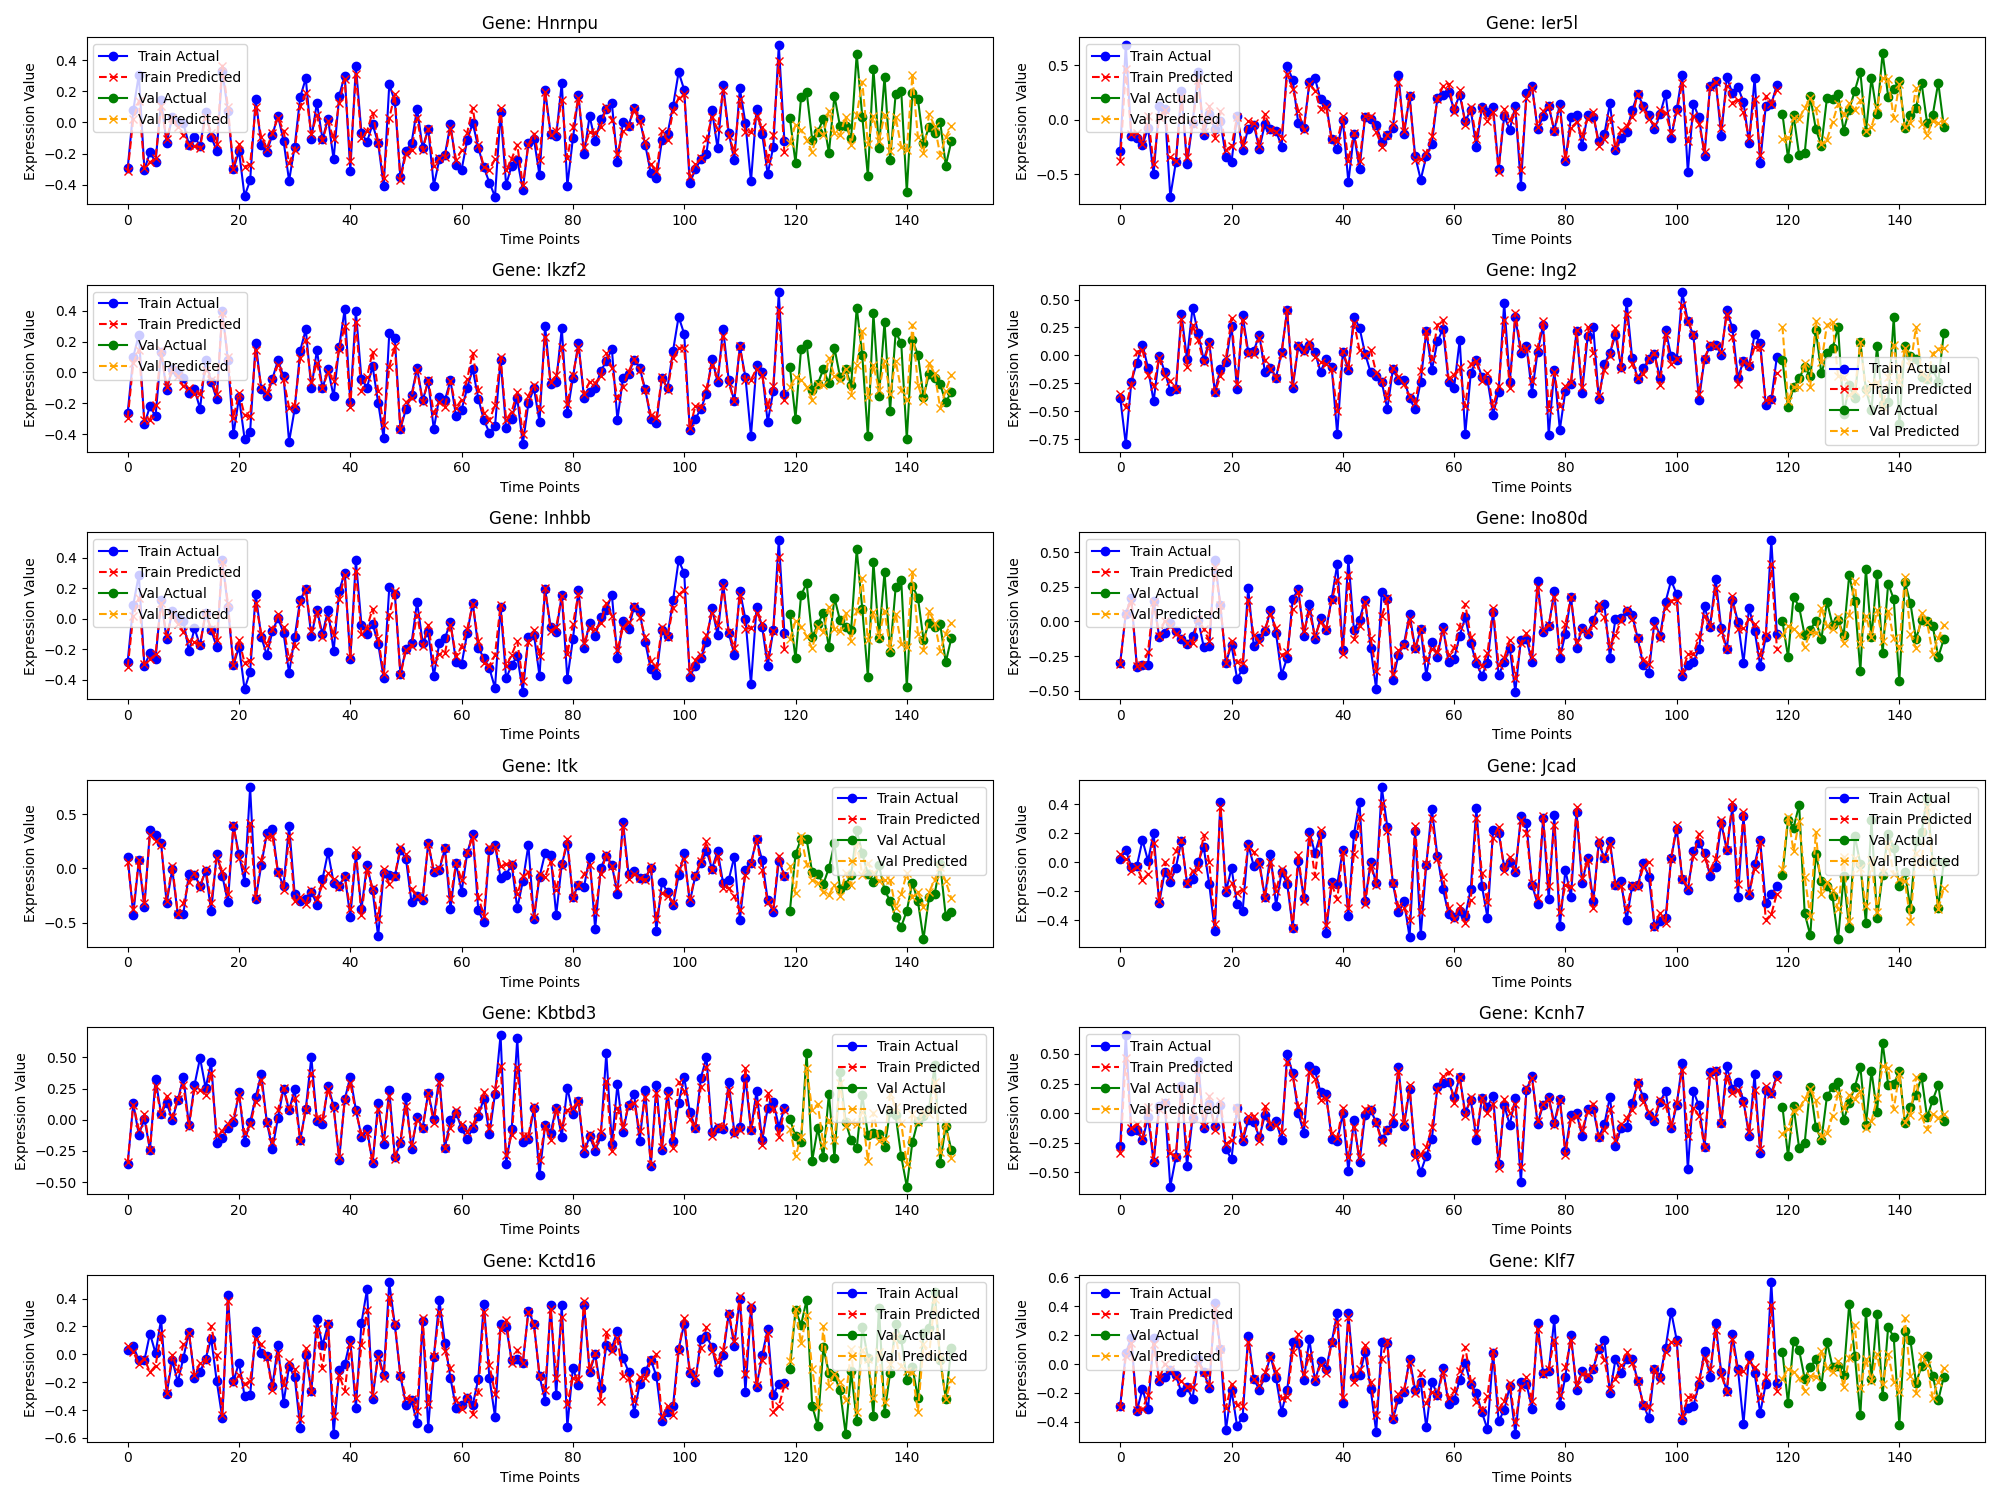 Gene: Hnrnpu
Expression Value
0.4
0.2
0.0
−0.2
−0.4
Train Actual
Train Predicted
Val Actual
Val Predicted
0 20 40 60 80 100 120 140
Time Points
Gene: Ier5l
Expression Value
0.5
0.0
−0.5
Train Actual
Train Predicted
Val Actual
Val Predicted
0 20 40 60 80 100 120 140
Time Points
Gene: Ikzf2
Expression Value
0.4
0.2
0.0
−0.2
−0.4
Train Actual
Train Predicted
Val Actual
Val Predicted
0 20 40 60 80 100 120 140
Time Points
Gene: Ing2
Expression Value
0.50
0.25
0.00
−0.25
−0.50
−0.75
Train Actual
Train Predicted
Val Actual
Val Predicted
0 20 40 60 80 100 120 140
Time Points
Gene: Inhbb
Expression Value
0.4
0.2
0.0
−0.2
−0.4
Train Actual
Train Predicted
Val Actual
Val Predicted
0 20 40 60 80 100 120 140
Time Points
Gene: Ino80d
Expression Value
0.50
0.25
0.00
−0.25
−0.50
Train Actual
Train Predicted
Val Actual
Val Predicted
0 20 40 60 80 100 120 140
Time Points
Gene: Itk
Expression Value
0.5
0.0
−0.5
Train Actual
Train Predicted
Val Actual
Val Predicted
0 20 40 60 80 100 120 140
Time Points
Gene: Jcad
Expression Value
0.4
0.2
0.0
−0.2
−0.4
Train Actual
Train Predicted
Val Actual
Val Predicted
0 20 40 60 80 100 120 140
Time Points
Gene: Kbtbd3
Expression Value
0.50
0.25
0.00
−0.25
−0.50
Train Actual
Train Predicted
Val Actual
Val Predicted
0 20 40 60 80 100 120 140
Time Points
Gene: Kcnh7
Expression Value
0.50
0.25
0.00
−0.25
−0.50
Train Actual
Train Predicted
Val Actual
Val Predicted
0 20 40 60 80 100 120 140
Time Points
Gene: Kctd16
Expression Value
0.4
0.2
0.0
−0.2
−0.4
−0.6
Train Actual
Train Predicted
Val Actual
Val Predicted
0 20 40 60 80 100 120 140
Time Points
Gene: Klf7
Expression Value
0.6
0.4
0.2
0.0
−0.2
−0.4
Train Actual
Train Predicted
Val Actual
Val Predicted
0 20 40 60 80 100 120 140
Time Points